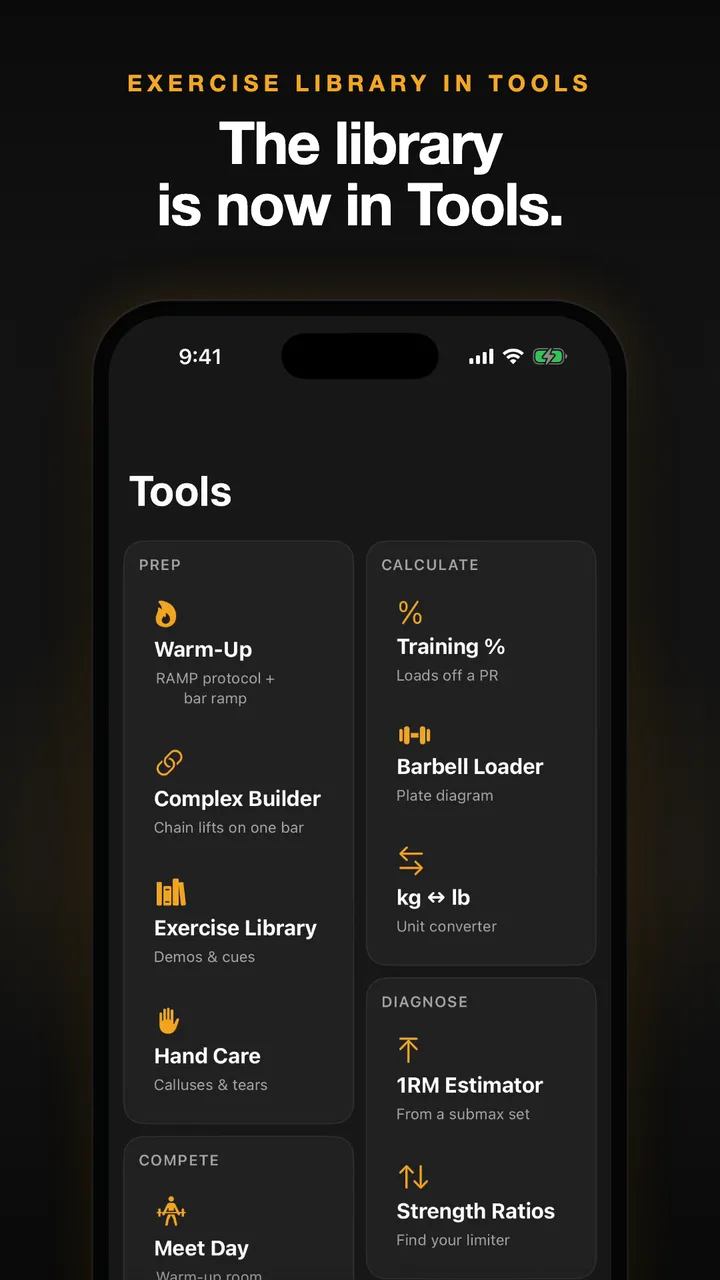 EXERCISE LIBRARY IN TOOLS
The library
is now in Tools.
9:41
Tools
PREP
Warm-Up
RAMP protocol +
bar ramp
Complex Builder
Chain lifts on one bar
Exercise Library
Demos & cues
Hand Care
Calluses & tears
COMPETE
Meet Day
Warm-up room
CALCULATE
%
Training %
Loads off a PR
Barbell Loader
Plate diagram
kg ↔ lb
Unit converter
DIAGNOSE
1RM Estimator
From a submax set
Strength Ratios
Find your limiter